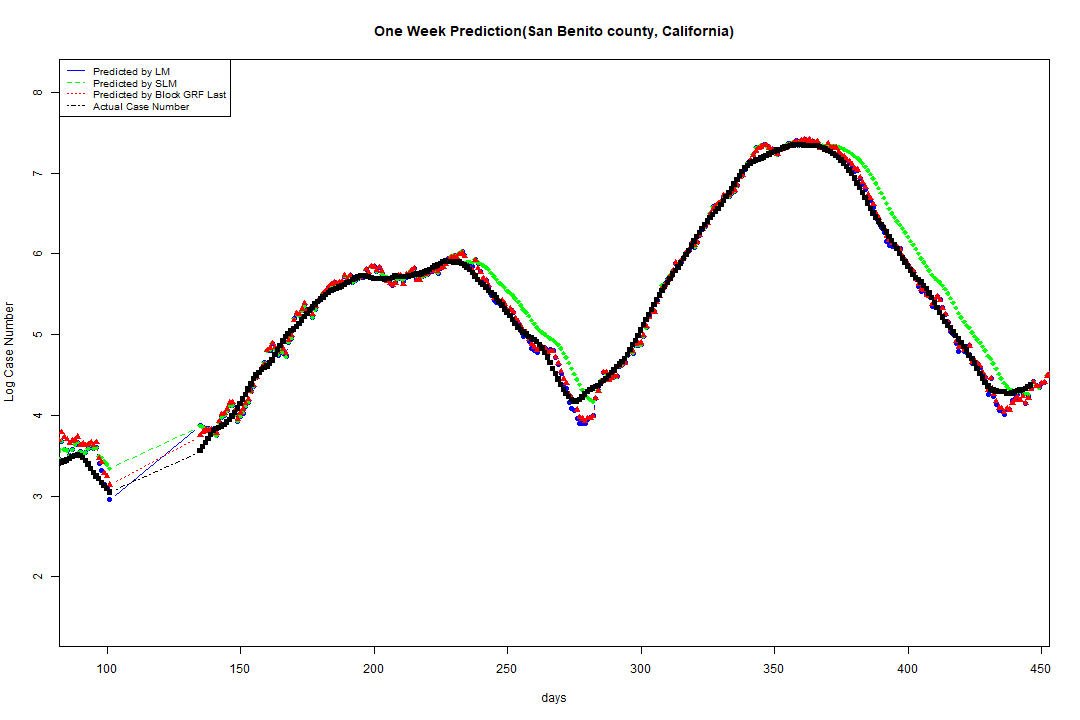 One Week Prediction(San Benito county, California)
Predicted by LM
Predicted by SLM
Predicted by Block GRF Last
Actual Case Number
8
7
6
5
4
3
2
Log Case Number
100 150 200 250 300 350 400 450
days